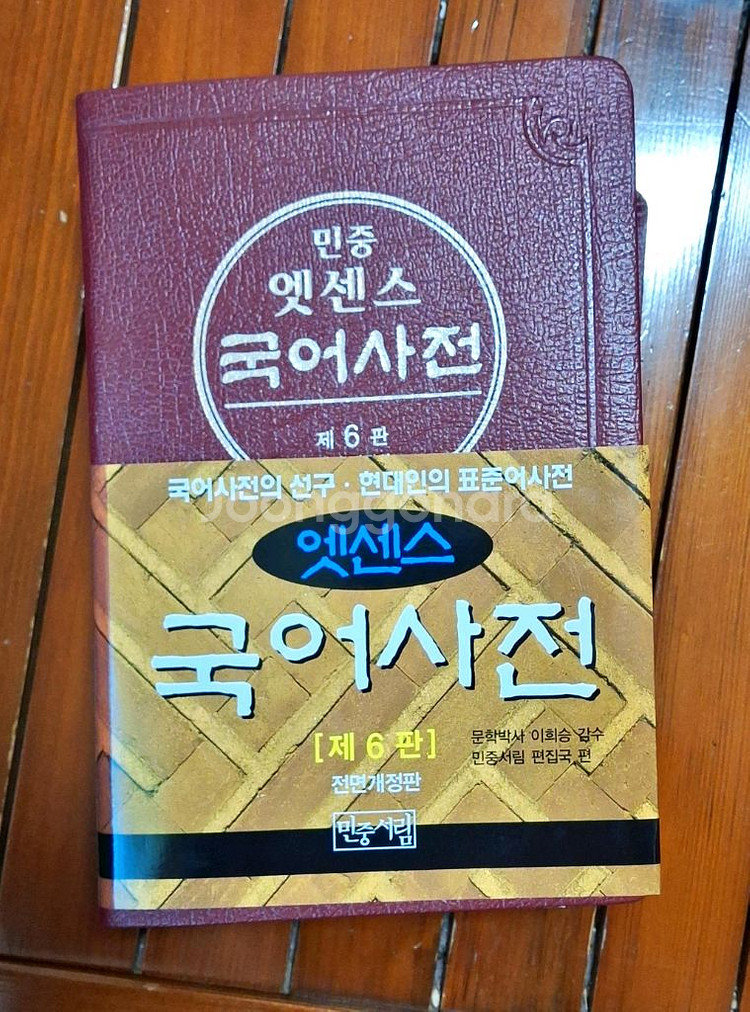 민중
엣센스
국어사전
제 6 판
국어사전의 선구 · 현대인의 표준어사전
Joonggonara
엣센스
국어사전
[제 6 판]
전면개정판
문학박사 이희승 감수
민중서림 편집국 편
민중서림